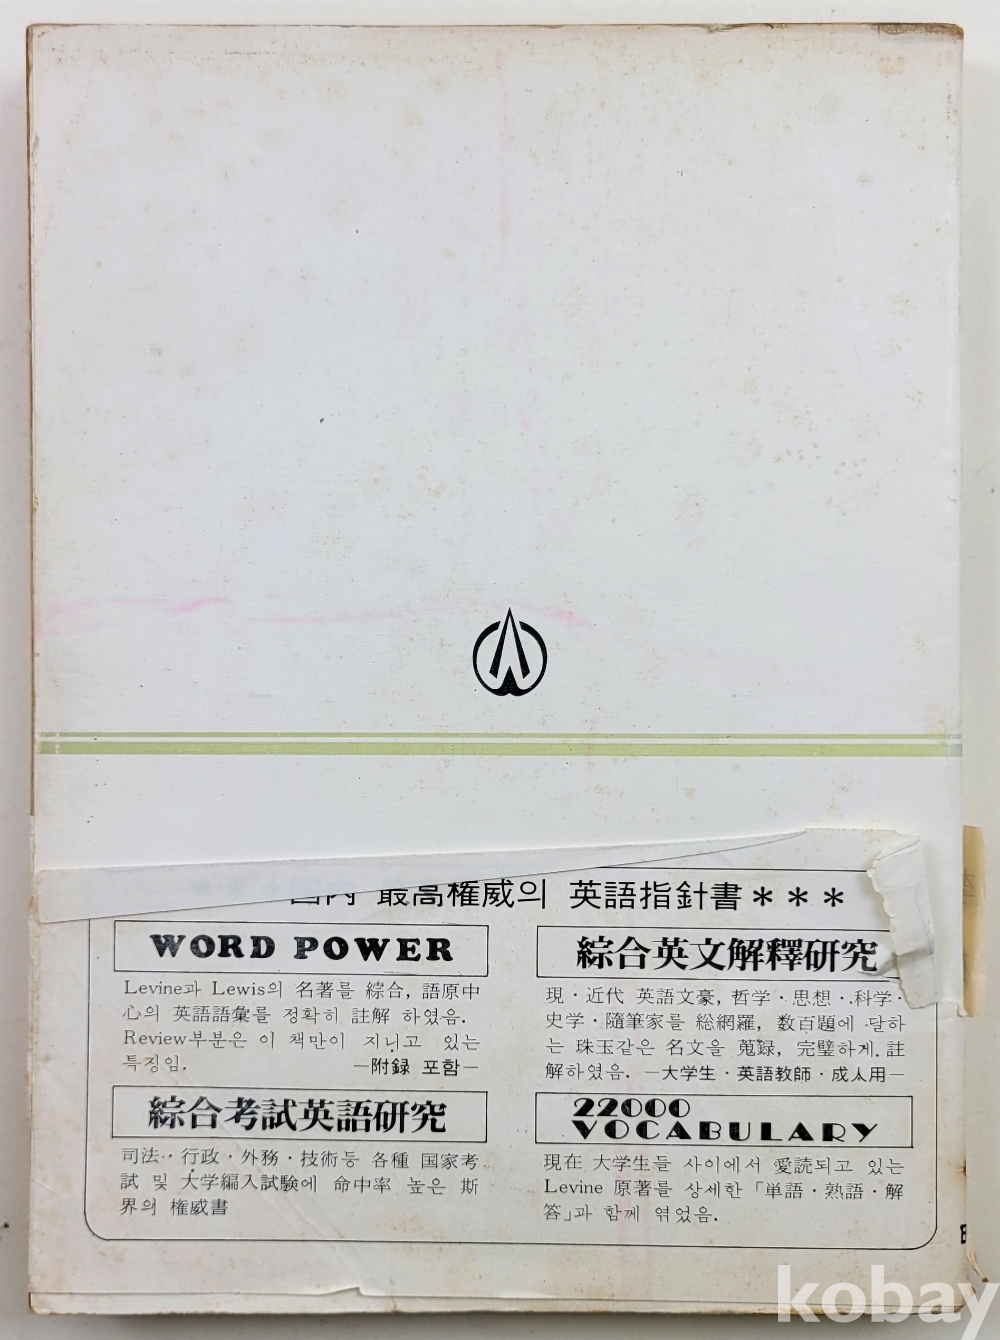 国内 最高権威의 英語指針書＊＊＊
WORD POWER
Levine과 Lewis의 名著를 綜合, 語原中
心의 英語語彙를 정확히 註解 하였음.
Review부분은 이 책만이 지니고 있는
특징임. —附録 포함—
綜合英文解釋研究
現・近代 英語文豪, 哲学・思想・科学・
史学・隨筆家를 総網羅, 数百題에 달하
는 珠玉같은 名文을 蒐録, 完璧하게 註
解하였음. —大学生・英語教師・成人用—
綜合考試英語研究
司法・行政・外務・技術등 各種 国家考
試 및 大学編入試験에 命中率 높은 斯
界의 権威書
22000
VOCABULARY
現在 大学生들 사이에서 愛読되고 있는
Levine 原著를 상세한「単語・熟語・解
答」과 함께 엮었음.
kobay